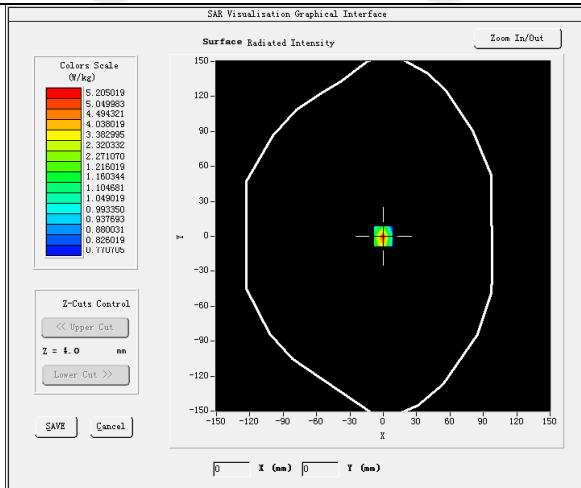 SAR Visualisation Graphical Interface
Surface Radiated Intensity
Zoom In/Out
Colors Scale
(W/kg)
5.205019
5.049983
4.494321
4.038019
3.382995
2.320332
2.271070
1.216019
1.160344
1.104681
1.049019
0.993350
0.937693
0.880031
0.826019
0.770705
Z-Cuts Control
<< Upper Cut
Z = 4.0 mm
Lower Cut >>
SAVE Cancel
150
120
90
60
30
0
-30
-60
-90
-120
-150
Y
-150 -120 -90 -60 -30 0 30 60 90 120 150
X
0 X (mm) 0 Y (mm)